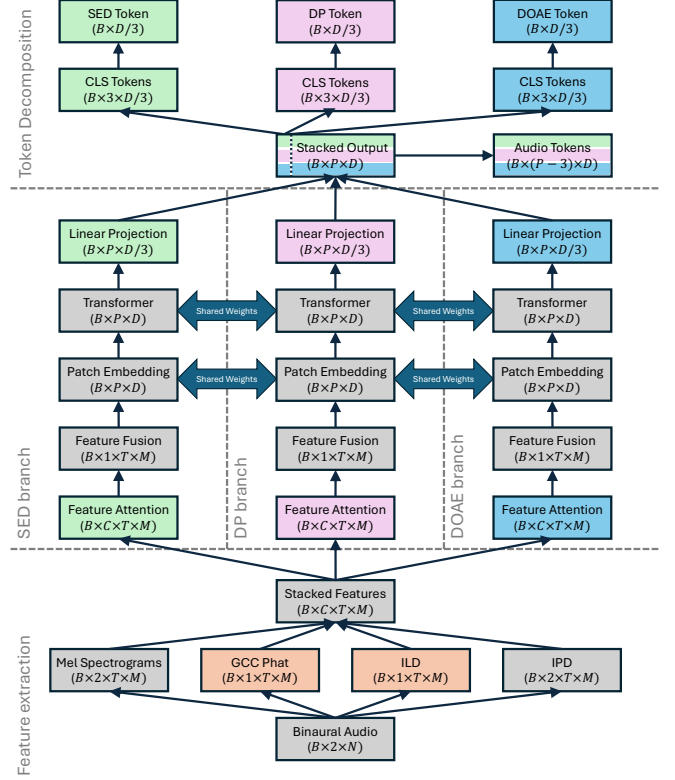 Token Decomposition
SED Token
(B×D/3)
DP Token
(B×D/3)
DOAE Token
(B×D/3)
CLS Tokens
(B×3×D/3)
CLS Tokens
(B×3×D/3)
CLS Tokens
(B×3×D/3)
Stacked Output
(B×P×D)
Audio Tokens
(B×(P − 3)×D)
SED branch
DP branch
DOAE branch
Linear Projection
(B×P×D/3)
Linear Projection
(B×P×D/3)
Linear Projection
(B×P×D/3)
Transformer
(B×P×D)
Shared Weights
Transformer
(B×P×D)
Shared Weights
Transformer
(B×P×D)
Patch Embedding
(B×P×D)
Shared Weights
Patch Embedding
(B×P×D)
Shared Weights
Patch Embedding
(B×P×D)
Feature Fusion
(B×1×T×M)
Feature Fusion
(B×1×T×M)
Feature Fusion
(B×1×T×M)
Feature Attention
(B×C×T×M)
Feature Attention
(B×C×T×M)
Feature Attention
(B×C×T×M)
Feature extraction
Stacked Features
(B×C×T×M)
Mel Spectrograms
(B×2×T×M)
GCC Phat
(B×1×T×M)
ILD
(B×1×T×M)
IPD
(B×2×T×M)
Binaural Audio
(B×2×N)